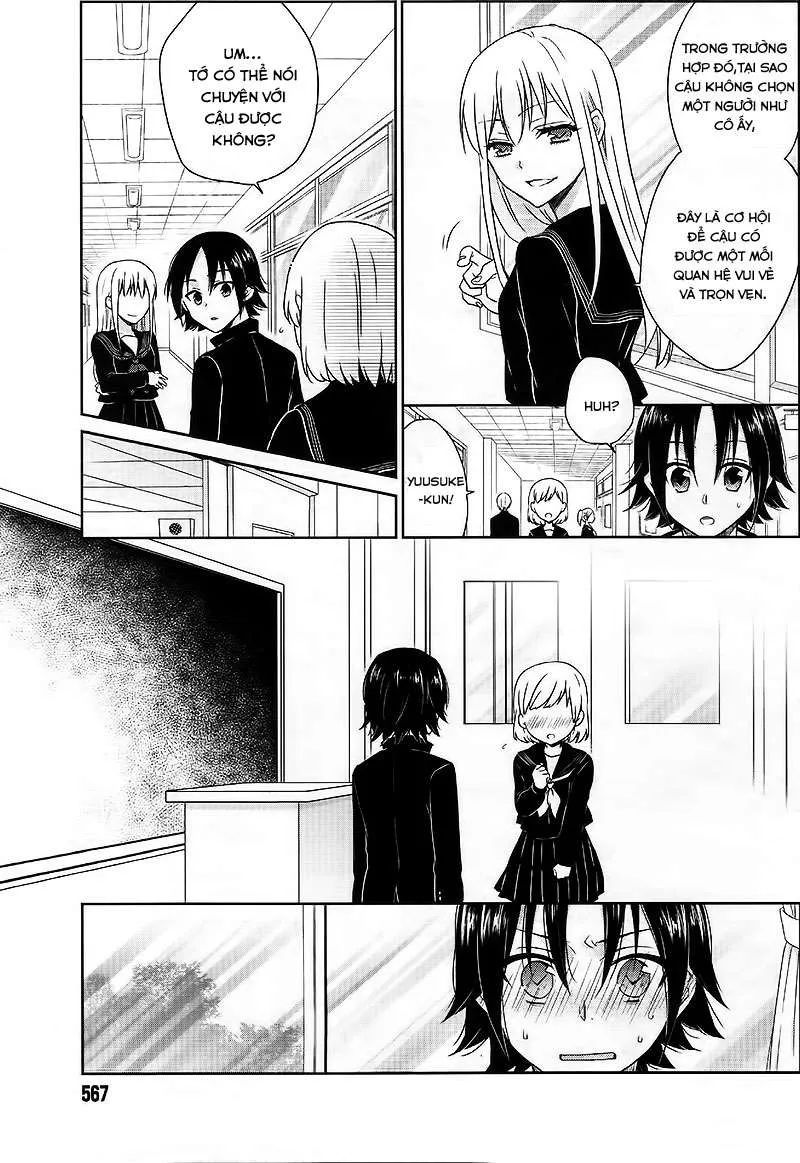 TRONG TRƯỜNG
HỢP ĐÓ,TẠI SAO
CẬU KHÔNG CHỌN
MỘT NGƯỜI NHƯ
CÔ ẤY,
ĐÂY LÀ CƠ HỘI
ĐỂ CẬU CÓ
ĐƯỢC MỘT MỐI
QUAN HỆ VUI VẺ
VÀ TRỌN VẸN.
HUH?
YUUSUKE
-KUN!
UM...
TỚ CÓ THỂ NÓI
CHUYỆN VỚI
CẬU ĐƯỢC
KHÔNG?
567